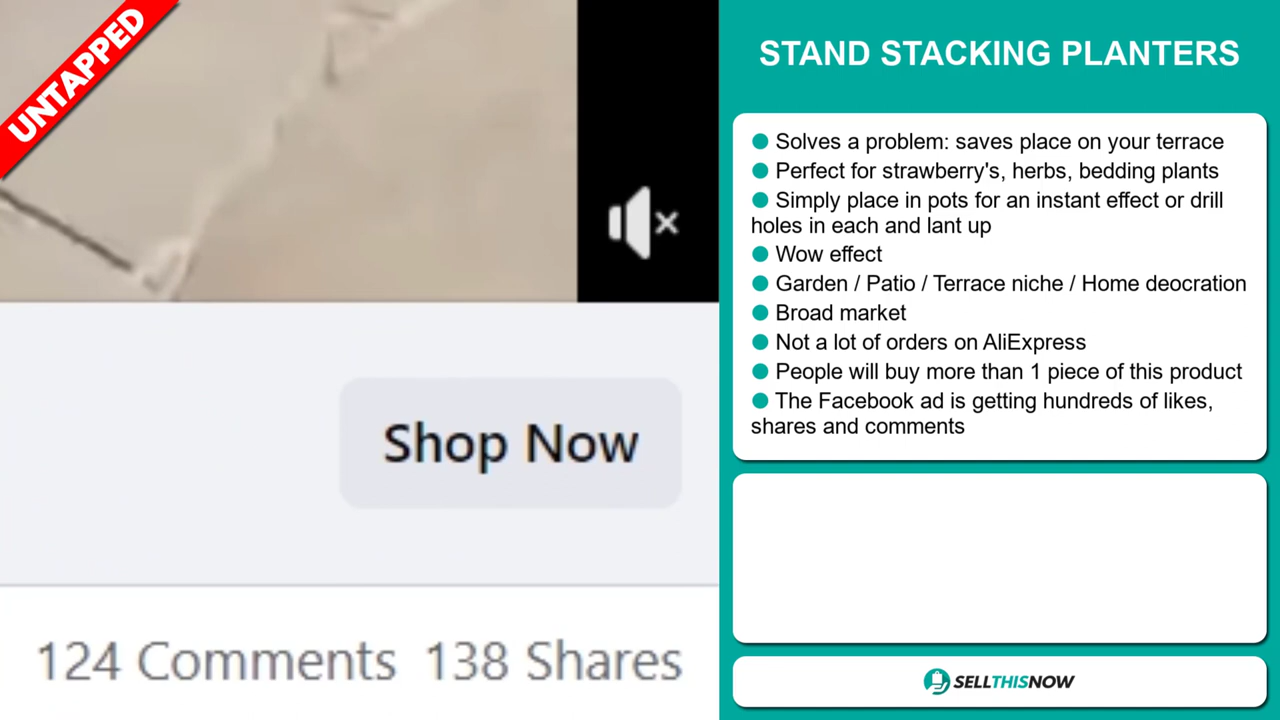 UNTAPPED
Shop Now
124 Comments 138 Shares
STAND STACKING PLANTERS
● Solves a problem: saves place on your terrace
● Perfect for strawberry's, herbs, bedding plants
● Simply place in pots for an instant effect or drill
holes in each and lant up
● Wow effect
● Garden / Patio / Terrace niche / Home deocration
● Broad market
● Not a lot of orders on AliExpress
● People will buy more than 1 piece of this product
● The Facebook ad is getting hundreds of likes,
shares and comments
SELLTHISNOW